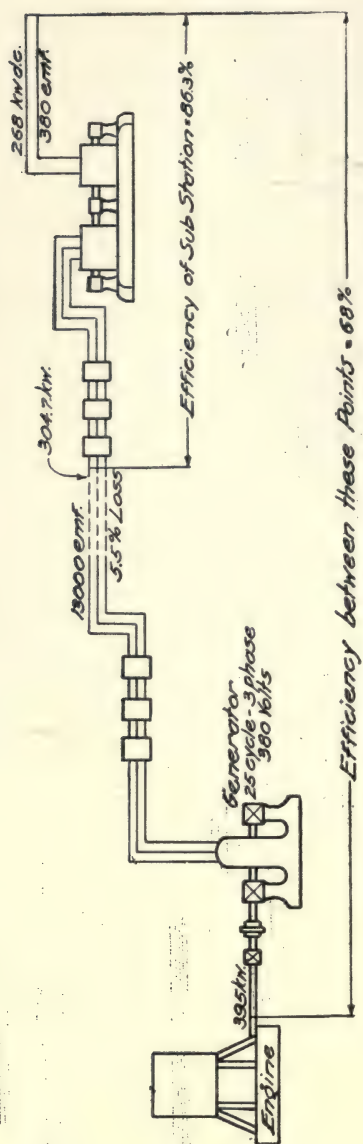 268 kw d.c.
380 emf.
Efficiency of Sub Station = 86.3%
304.7 kw.
13000 emf.
5.5% Loss
Generator
25 cycle - 3 phase
380 Volts
395 kw.
Engine
Efficiency between these Points = 68%